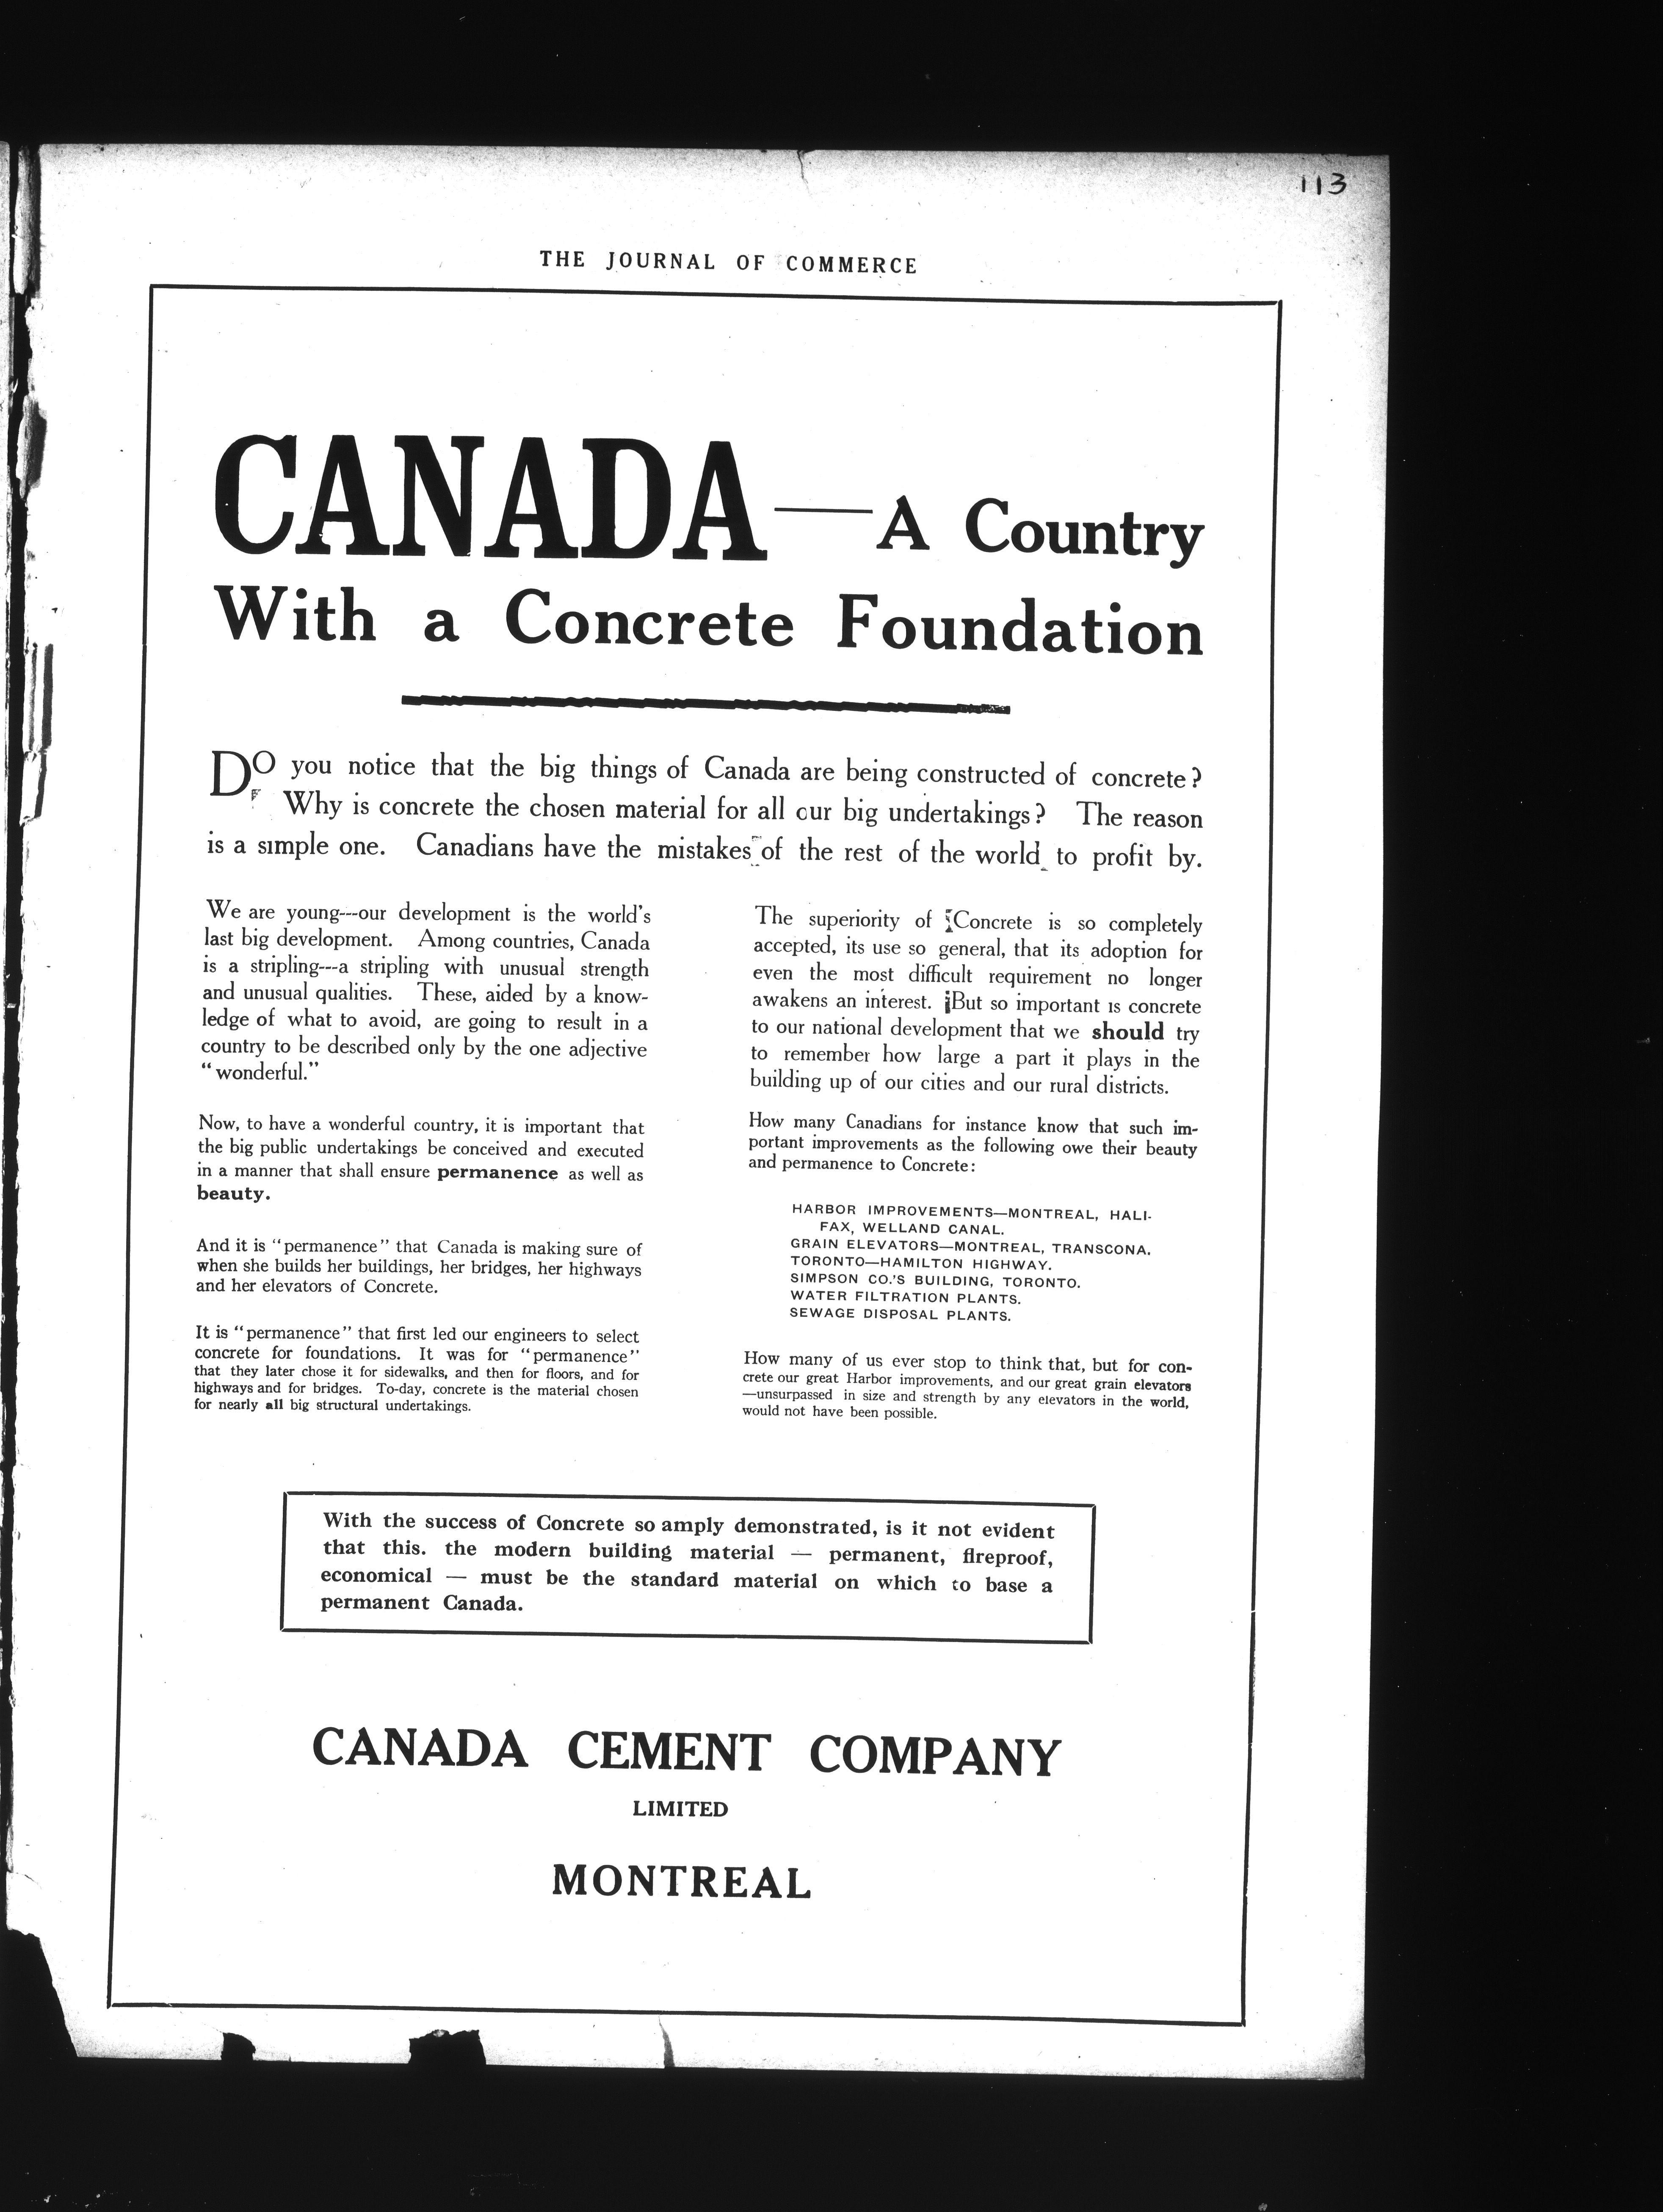 113
THE JOURNAL OF COMMERCE
CANADA—A Country
With a Concrete Foundation
DO you notice that the big things of Canada are being constructed of concrete?
Why is concrete the chosen material for all our big undertakings? The reason
is a simple one. Canadians have the mistakes of the rest of the world to profit by.
We are young---our development is the world's
last big development. Among countries, Canada
is a stripling---a stripling with unusual strength
and unusual qualities. These, aided by a know-
ledge of what to avoid, are going to result in a
country to be described only by the one adjective
"wonderful."
Now, to have a wonderful country, it is important that
the big public undertakings be conceived and executed
in a manner that shall ensure permanence as well as
beauty.
And it is "permanence" that Canada is making sure of
when she builds her buildings, her bridges, her highways
and her elevators of Concrete.
It is "permanence" that first led our engineers to select
concrete for foundations. It was for "permanence"
that they later chose it for sidewalks, and then for floors, and for
highways and for bridges. To-day, concrete is the material chosen
for nearly all big structural undertakings.
The superiority of Concrete is so completely
accepted, its use so general, that its adoption for
even the most difficult requirement no longer
awakens an interest. But so important is concrete
to our national development that we should try
to remember how large a part it plays in the
building up of our cities and our rural districts.
How many Canadians for instance know that such im-
portant improvements as the following owe their beauty
and permanence to Concrete:
HARBOR IMPROVEMENTS—MONTREAL, HALI-
FAX, WELLAND CANAL.
GRAIN ELEVATORS—MONTREAL, TRANSCONA.
TORONTO—HAMILTON HIGHWAY.
SIMPSON CO.'S BUILDING, TORONTO.
WATER FILTRATION PLANTS.
SEWAGE DISPOSAL PLANTS.
How many of us ever stop to think that, but for con-
crete our great Harbor improvements, and our great grain elevators
—unsurpassed in size and strength by any elevators in the world,
would not have been possible.
With the success of Concrete so amply demonstrated, is it not evident
that this. the modern building material — permanent, fireproof,
economical — must be the standard material on which to base a
permanent Canada.
CANADA CEMENT COMPANY
LIMITED
MONTREAL